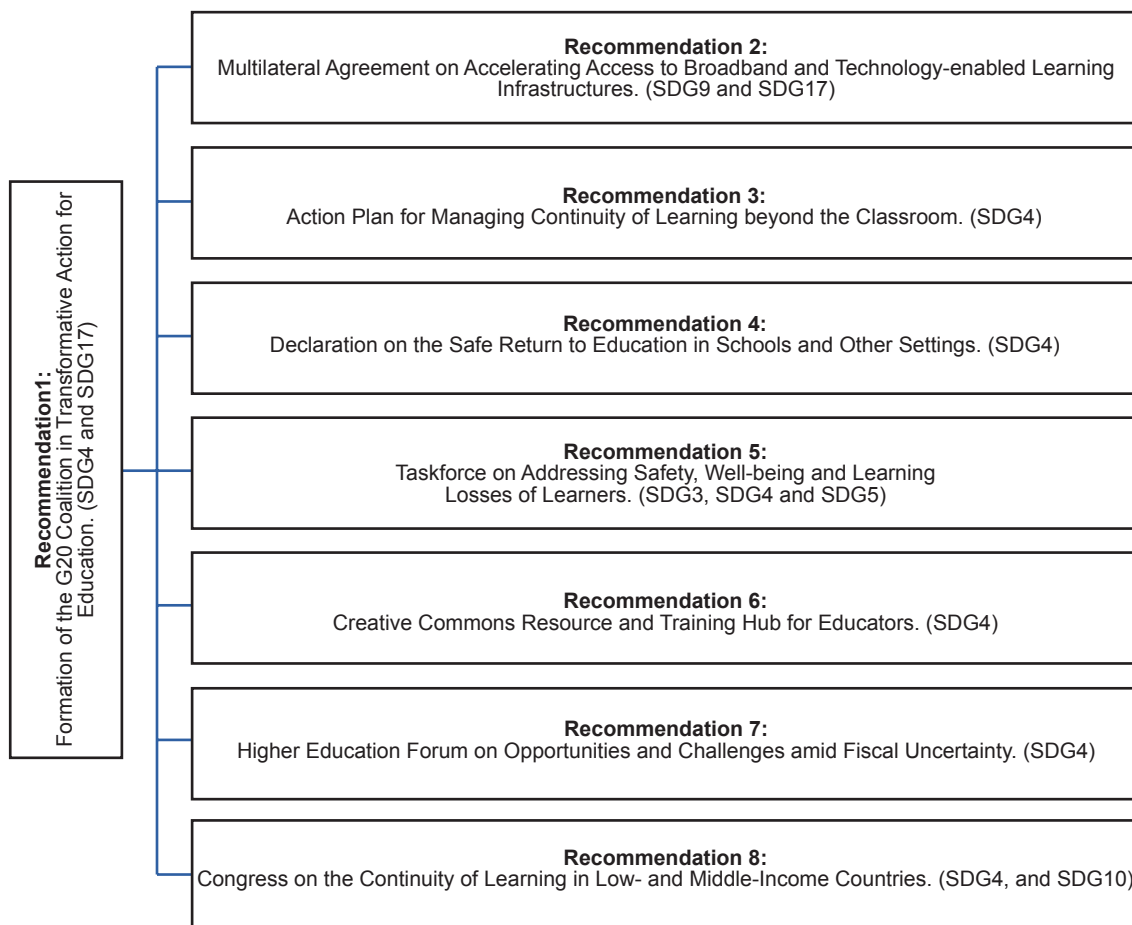 Recommendation1:
Formation of the G20 Coalition in Transformative Action for
Education. (SDG4 and SDG17)
Recommendation 2:
Multilateral Agreement on Accelerating Access to Broadband and Technology-enabled Learning
Infrastructures. (SDG9 and SDG17)
Recommendation 3:
Action Plan for Managing Continuity of Learning beyond the Classroom. (SDG4)
Recommendation 4:
Declaration on the Safe Return to Education in Schools and Other Settings. (SDG4)
Recommendation 5:
Taskforce on Addressing Safety, Well-being and Learning
Losses of Learners. (SDG3, SDG4 and SDG5)
Recommendation 6:
Creative Commons Resource and Training Hub for Educators. (SDG4)
Recommendation 7:
Higher Education Forum on Opportunities and Challenges amid Fiscal Uncertainty. (SDG4)
Recommendation 8:
Congress on the Continuity of Learning in Low- and Middle-Income Countries. (SDG4, and SDG10)